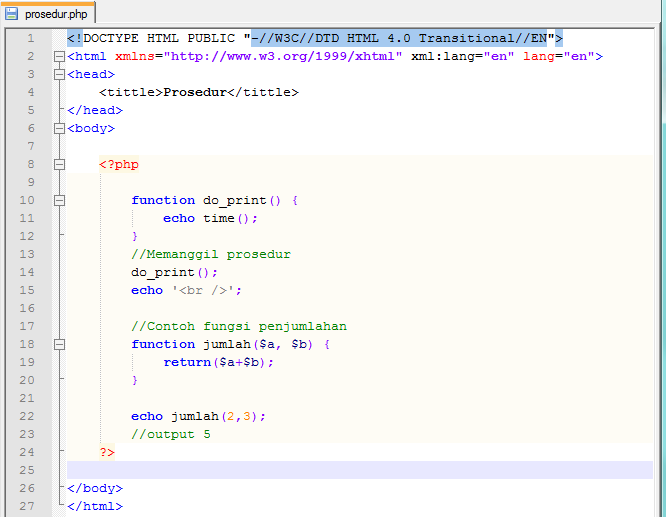 prosedur.php
1 <!DOCTYPE HTML PUBLIC "-//W3C//DTD HTML 4.0 Transitional//EN">
2 <html xmlns="http://www.w3.org/1999/xhtml" xml:lang="en" lang="en">
3 <head>
4 <tittle>Prosedur</tittle>
5 </head>
6 <body>
7
8 <?php
9
10 function do_print() {
11 echo time();
12 }
13 //Memanggil prosedur
14 do_print();
15 echo '<br />';
16
17 //Contoh fungsi penjumlahan
18 function jumlah($a, $b) {
19 return($a+$b);
20 }
21
22 echo jumlah(2,3);
23 //output 5
24 ?>
25
26 </body>
27 </html>